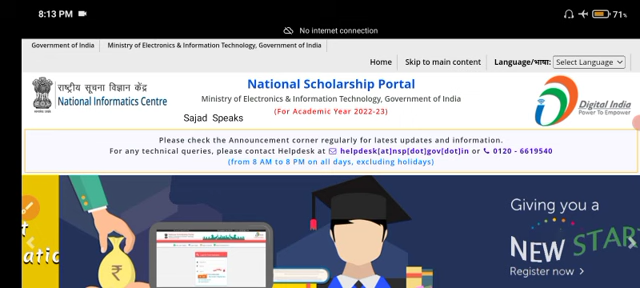 8:13 PM
71%
No internet connection
Government of India
Ministry of Electronics & Information Technology, Government of India
Home
Skip to main content
Language/भाषा:
Select Language
राष्ट्रीय सूचना विज्ञान केंद्र
National Informatics Centre
National Scholarship Portal
Ministry of Electronics & Information Technology, Government of India
(For Academic Year 2022-23)
Sajad Speaks
Digital India
Power To Empower
Please check the Announcement corner regularly for latest updates and information.
For any technical queries, please contact Helpdesk at helpdesk[at]nsp[dot]gov[dot]in or 0120 - 6619540
(from 8 AM to 8 PM on all days, excluding holidays)
Giving you a
NEW STAR
Register now >
₹